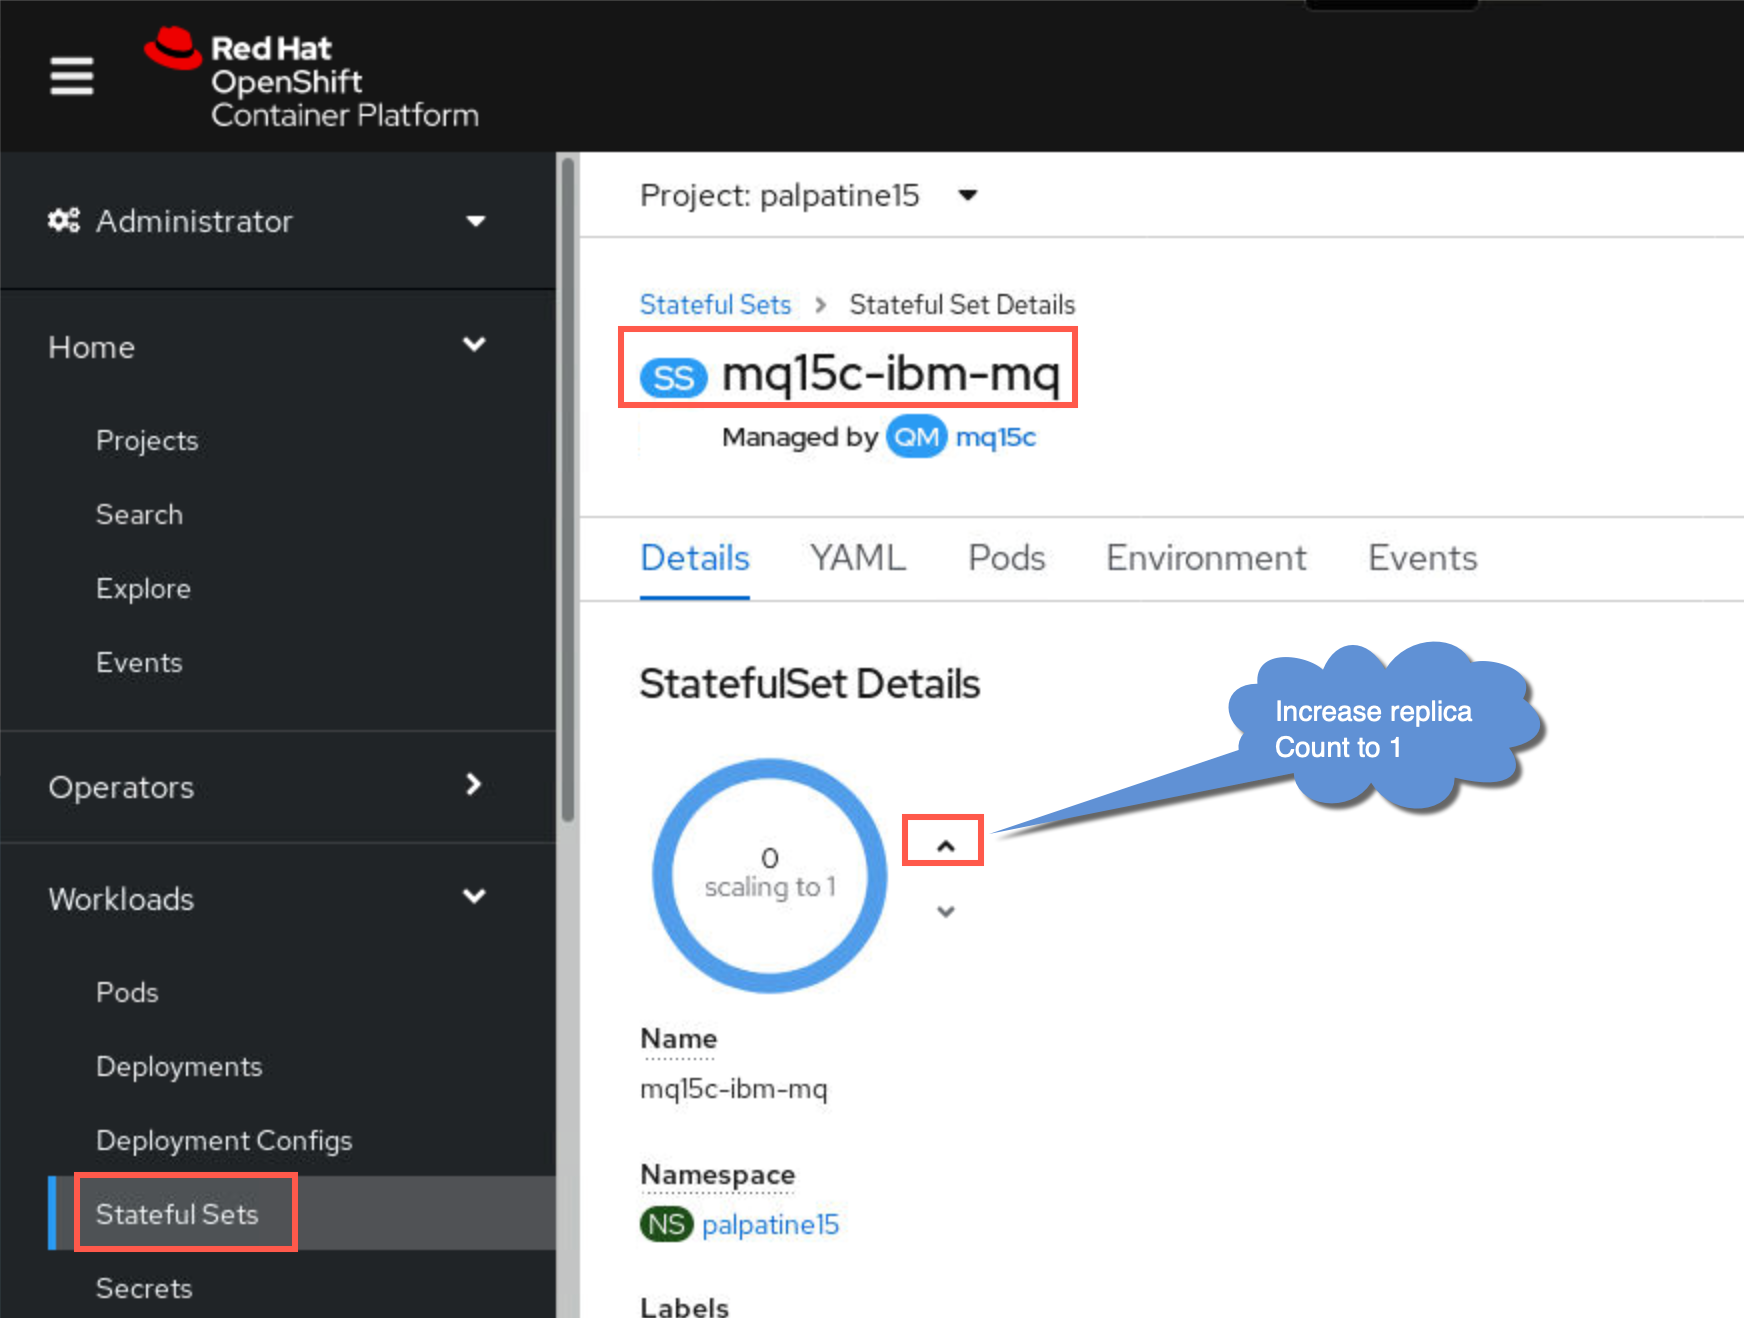 Red Hat
OpenShift
Container Platform
Administrator
Home
Projects
Search
Explore
Events
Operators
Workloads
Pods
Deployments
Deployment Configs
Stateful Sets
Secrets
Project: palpatine15
Stateful Sets > Stateful Set Details
SS mq15c-ibm-mq
Managed by QM mq15c
Details YAML Pods Environment Events
StatefulSet Details
Increase replica
Count to 1
0
scaling to 1
Name
mq15c-ibm-mq
Namespace
NS palpatine15
Labels